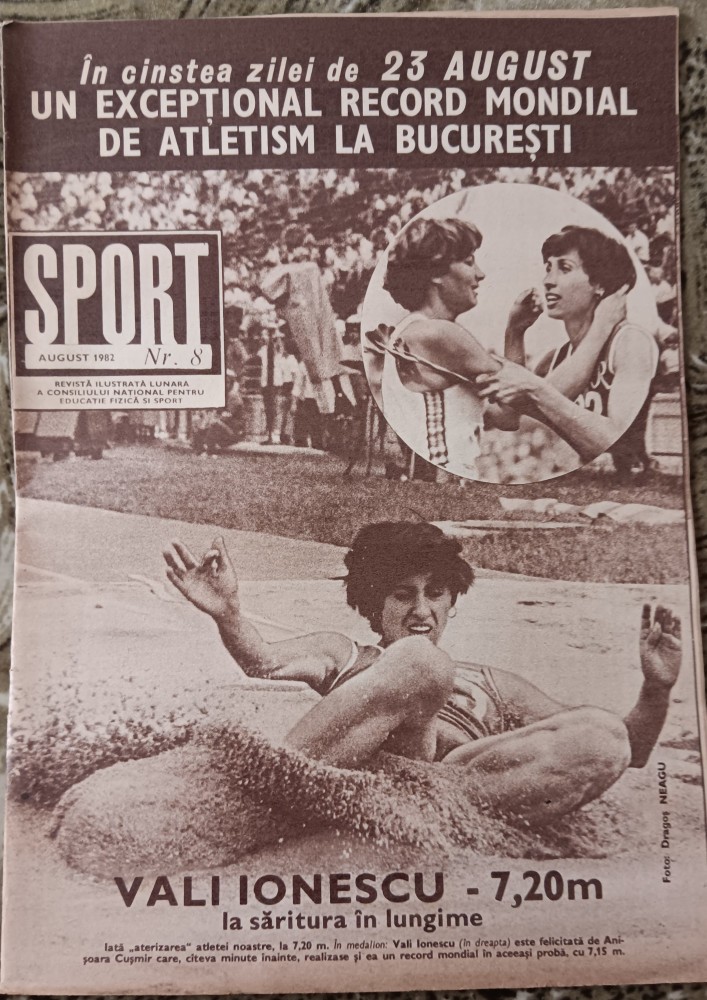 În cinstea zilei de 23 AUGUST
UN EXCEPȚIONAL RECORD MONDIAL
DE ATLETISM LA BUCUREȘTI
SPORT
AUGUST 1982 Nr. 8
REVISTĂ ILUSTRATĂ LUNARĂ
A CONSILIULUI NAȚIONAL PENTRU
EDUCAȚIE FIZICĂ SI SPORT
Foto: Dragoș NEAGU
VALI IONESCU - 7,20m
la săritura în lungime
Iată „aterizarea" atletei noastre, la 7,20 m. În medalion: Vali Ionescu (în dreapta) este felicitată de Ani-
șoara Cușmir care, cîteva minute înainte, realizase și ea un record mondial în aceeași probă, cu 7,15 m.